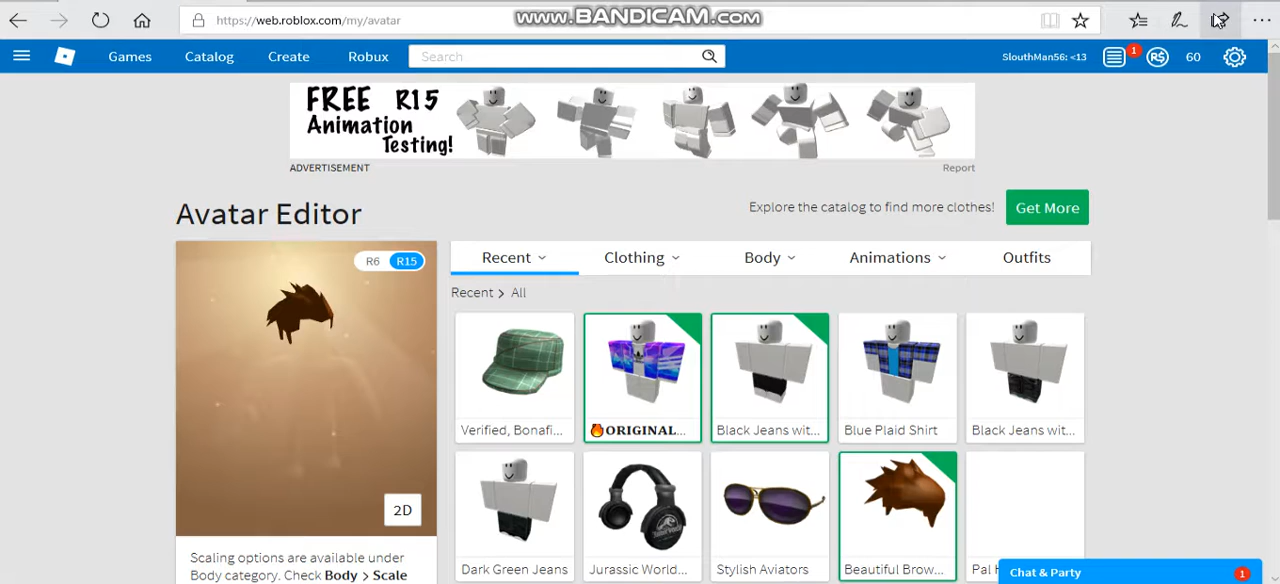 https://web.roblox.com/my/avatar
www.BANDICAM.com
Games
Catalog
Create
Robux
Search
SlouthMan56: <13
1
R$
60
FREE R15
Animation
Testing!
ADVERTISEMENT
Report
Avatar Editor
Explore the catalog to find more clothes!
Get More
R6
R15
2D
Scaling options are available under
Body category. Check Body > Scale
Recent
Clothing
Body
Animations
Outfits
Recent > All
Verified, Bonafi...
🔥ORIGINAL...
Black Jeans wit...
Blue Plaid Shirt
Black Jeans wit...
Dark Green Jeans
Jurassic World...
Stylish Aviators
Beautiful Brow...
Pal H
Chat & Party
1